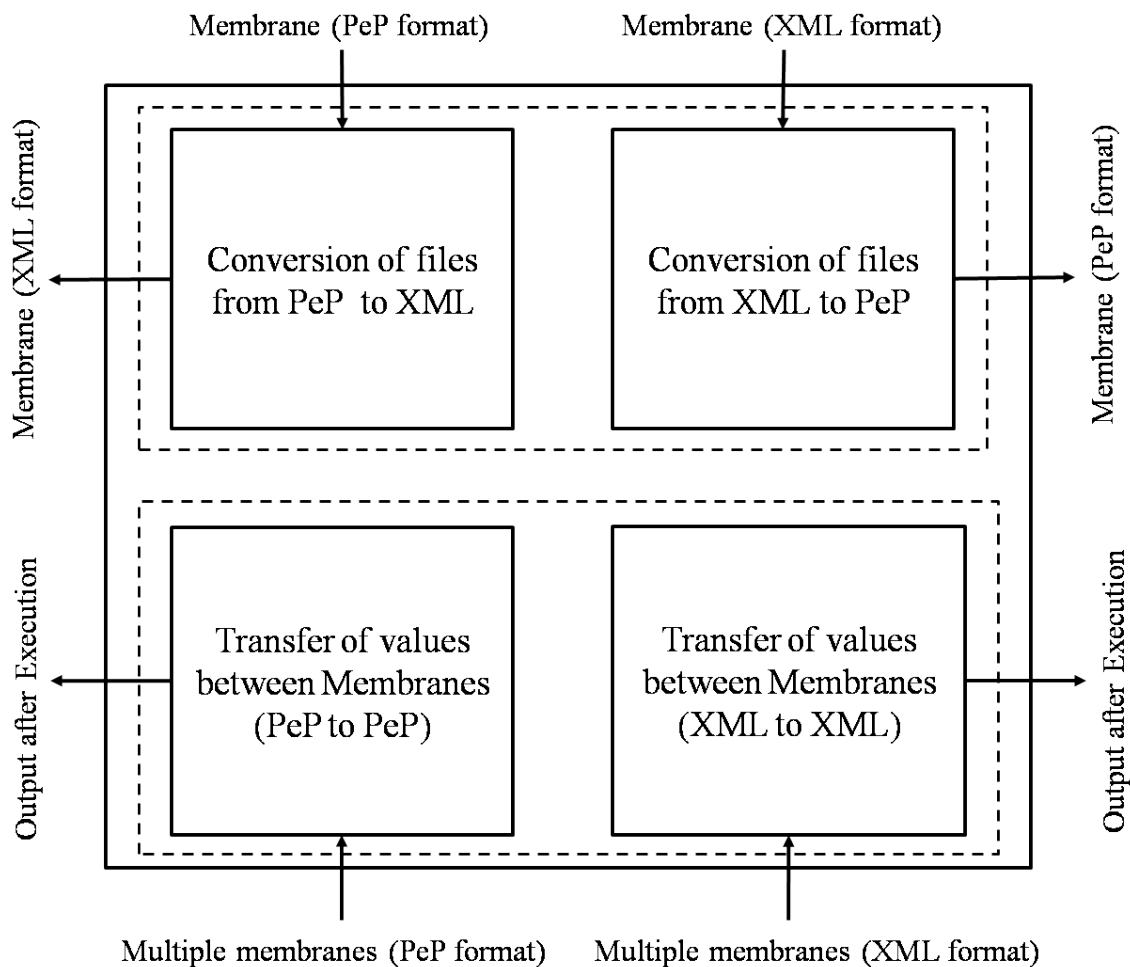 Membrane (PeP format)
Membrane (XML format)
Membrane (XML format)
Conversion of files
from PeP to XML
Conversion of files
from XML to PeP
Membrane (PeP format)
Output after Execution
Transfer of values
between Membranes
(PeP to PeP)
Transfer of values
between Membranes
(XML to XML)
Output after Execution
Multiple membranes (PeP format)
Multiple membranes (XML format)